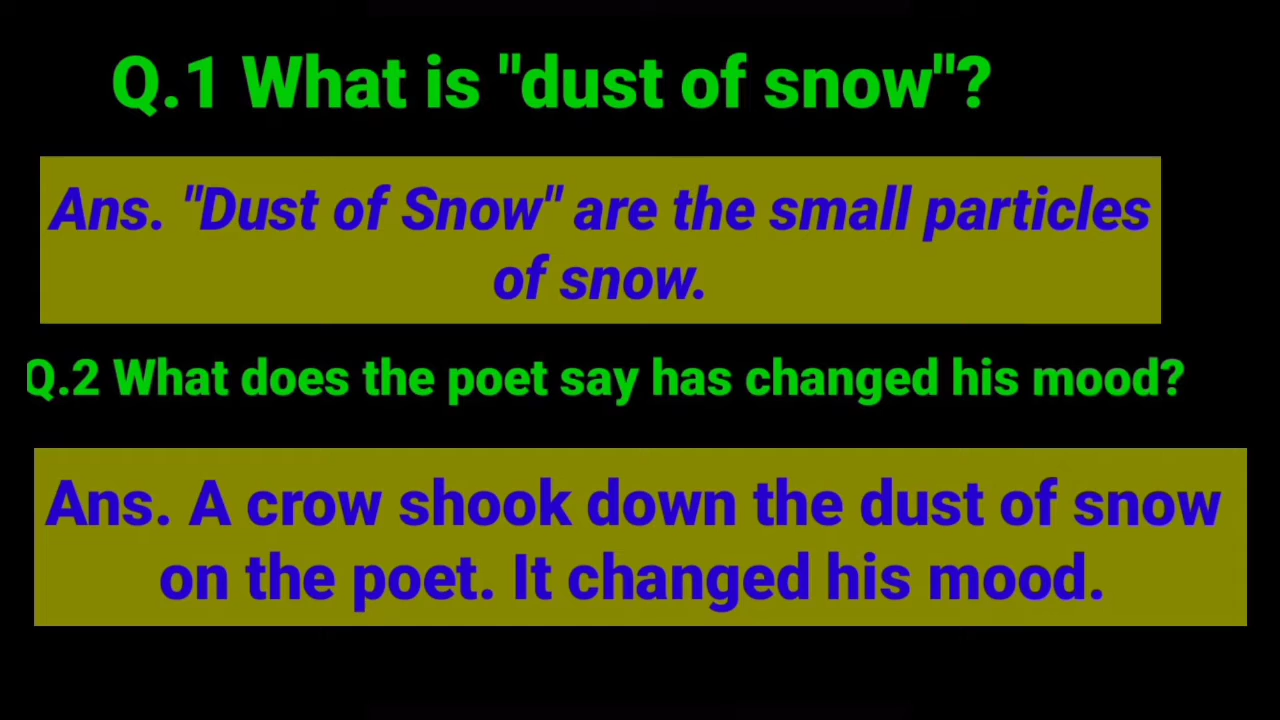 Q.1 What is "dust of snow"?
Ans. "Dust of Snow" are the small particles
of snow.
Q.2 What does the poet say has changed his mood?
Ans. A crow shook down the dust of snow
on the poet. It changed his mood.